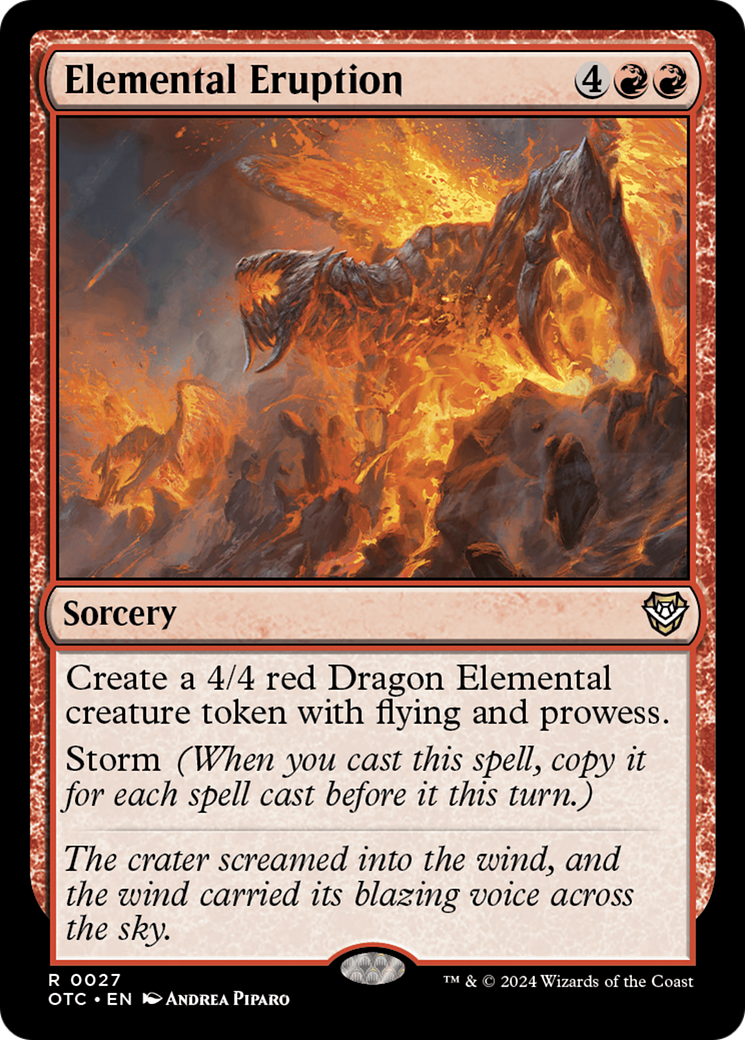 Elemental Eruption 4
Sorcery
Create a 4/4 red Dragon Elemental
creature token with flying and prowess.
Storm (When you cast this spell, copy it
for each spell cast before it this turn.)
The crater screamed into the wind, and
the wind carried its blazing voice across
the sky.
R 0027
OTC • EN Andrea Piparo
™ & © 2024 Wizards of the Coast